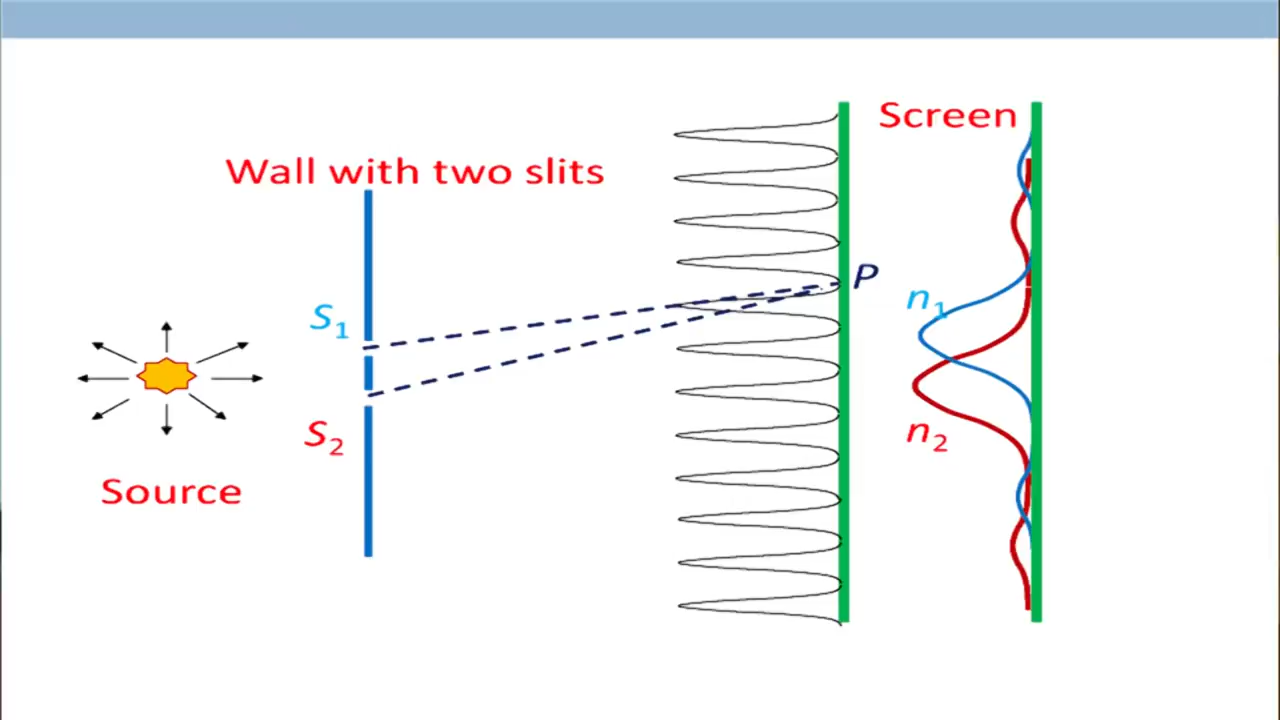 Screen
Wall with two slits
P
n₁
S₁
n₂
S₂
Source